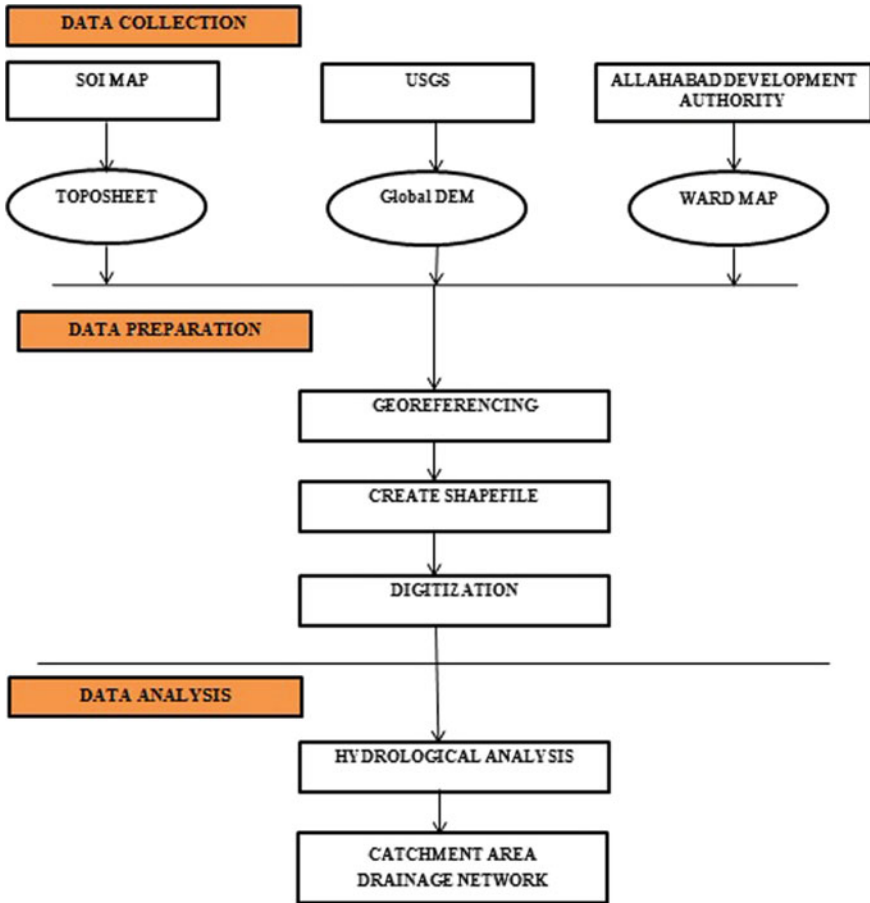 DATA COLLECTION
SOI MAP
USGS
ALLAHABAD DEVELOPMENT
AUTHORITY
TOPOSHEET
Global DEM
WARD MAP
DATA PREPARATION
GEOREFERENCING
CREATE SHAPEFILE
DIGITIZATION
DATA ANALYSIS
HYDROLOGICAL ANALYSIS
CATCHMENT AREA
DRAINAGE NETWORK